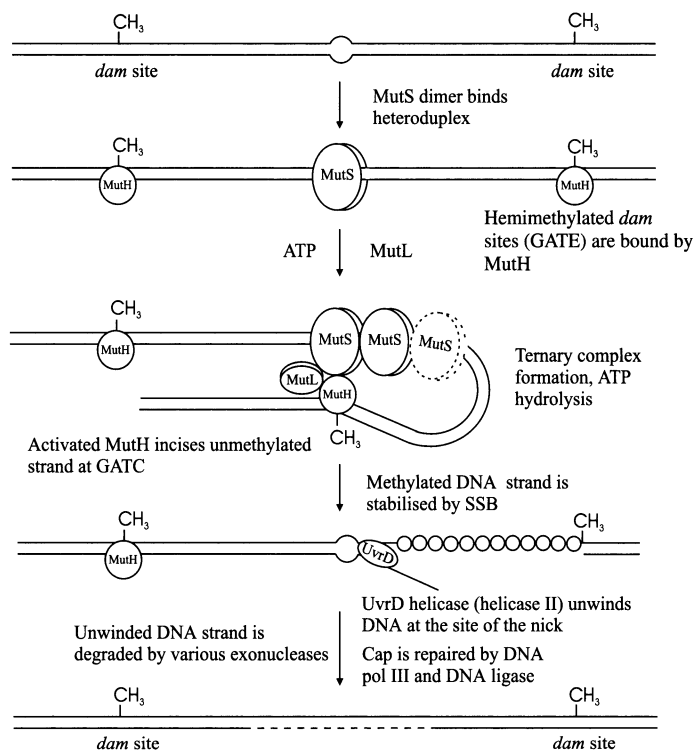 CH3 CH3
dam site dam site
MutS dimer binds
heteroduplex
CH3 CH3
MutH MutS MutH
Hemimethylated dam
sites (GATE) are bound by
MutH
ATP MutL
CH3
MutH MutS MutS MutS
MutL
MutH
CH3
Ternary complex
formation, ATP
hydrolysis
Activated MutH incises unmethylated
strand at GATC
Methylated DNA strand is
stabilised by SSB
CH3 CH3
MutH UvrD
UvrD helicase (helicase II) unwinds
DNA at the site of the nick
Unwinded DNA strand is
degraded by various exonucleases
Cap is repaired by DNA
pol III and DNA ligase
CH3 CH3
dam site dam site